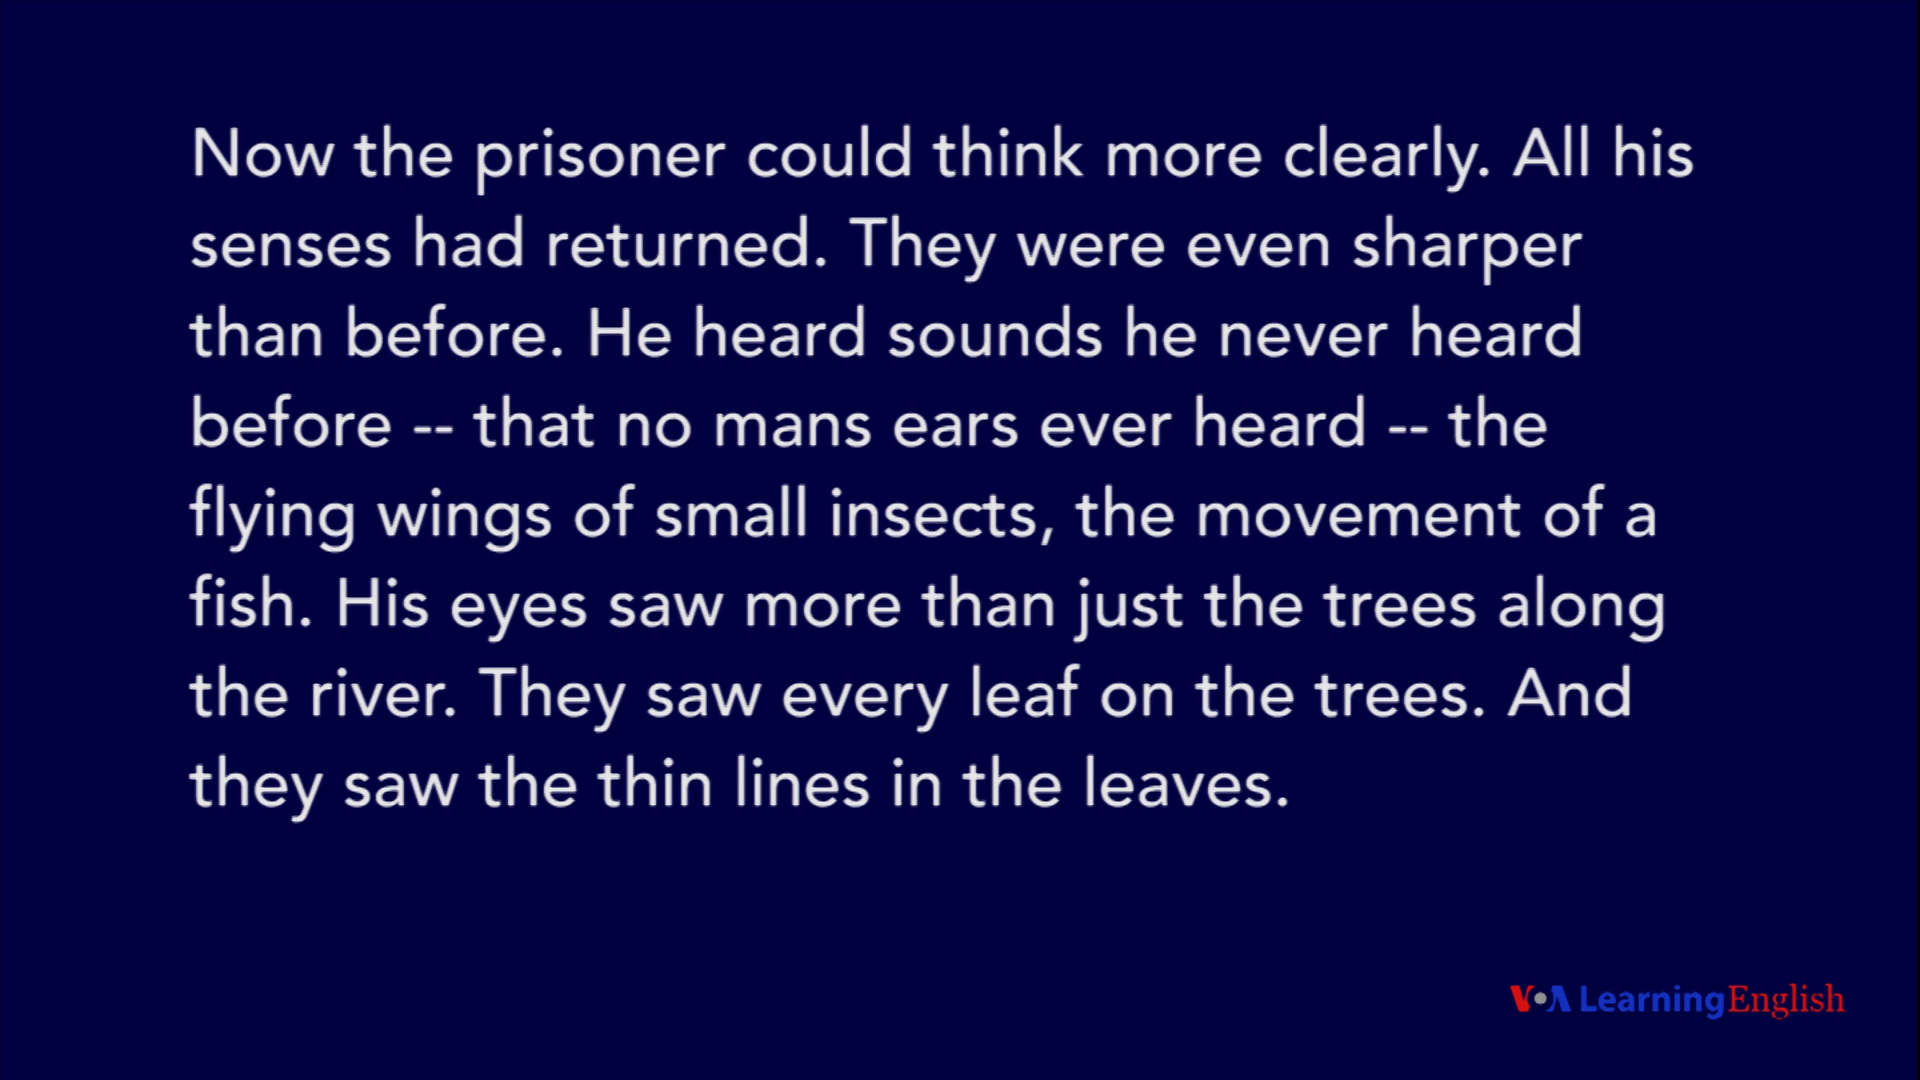 Now the prisoner could think more clearly. All his
senses had returned. They were even sharper
than before. He heard sounds he never heard
before -- that no mans ears ever heard -- the
flying wings of small insects, the movement of a
fish. His eyes saw more than just the trees along
the river. They saw every leaf on the trees. And
they saw the thin lines in the leaves.
VOA Learning English